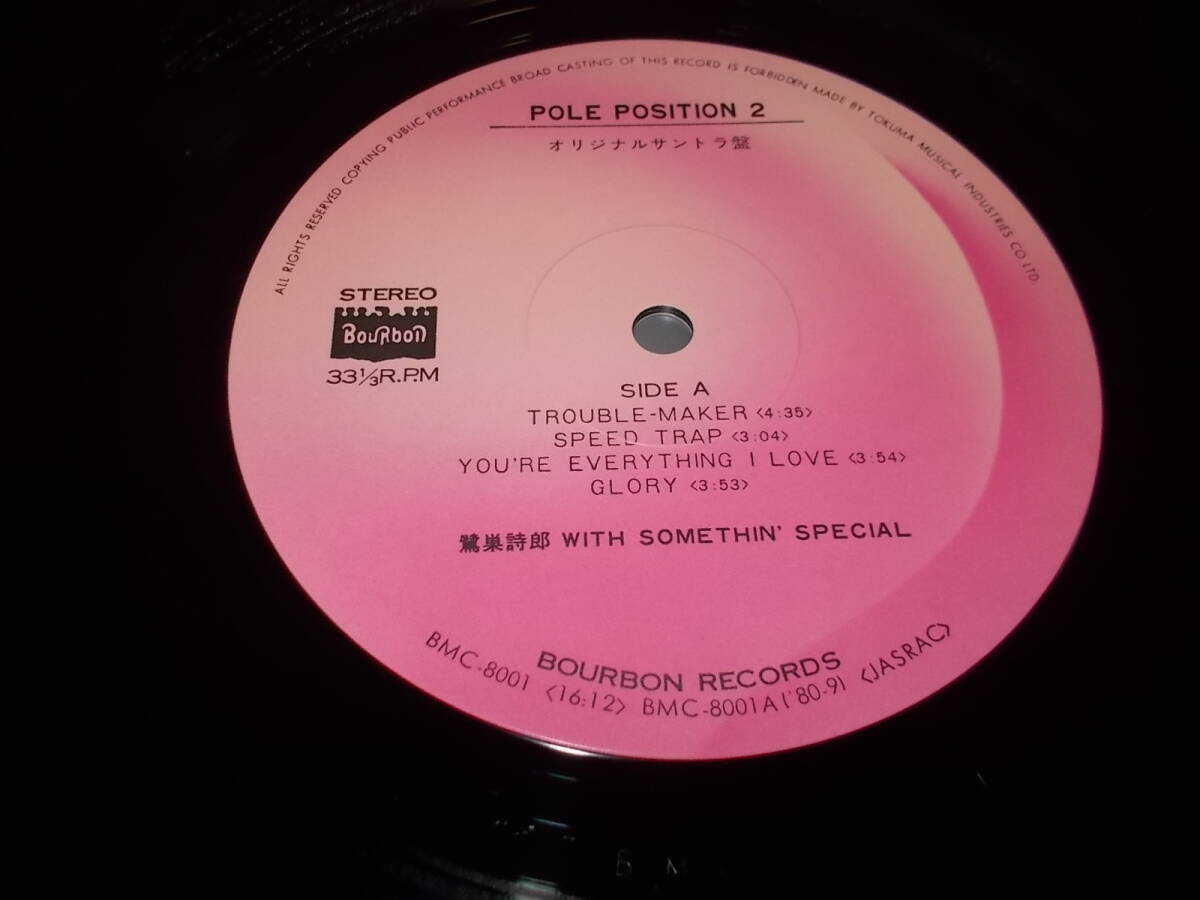 ALL RIGHTS RESERVED COPYING PUBLIC PERFORMANCE BROAD CASTING OF THIS RECORD IS FORBIDDEN MADE BY TOKUMA MUSICAL INDUSTRIES CO LTD.
POLE POSITION 2
オリジナルサントラ盤
STEREO
BouRbon
33⅓R.P.M
SIDE A
TROUBLE-MAKER <4:35>
SPEED TRAP <3:04>
YOU'RE EVERYTHING I LOVE <3:54>
GLORY <3:53>
鷺巣詩郎 WITH SOMETHIN' SPECIAL
BOURBON RECORDS
BMC-8001 <16:12> BMC-8001A ('80-9) <JASRAC>